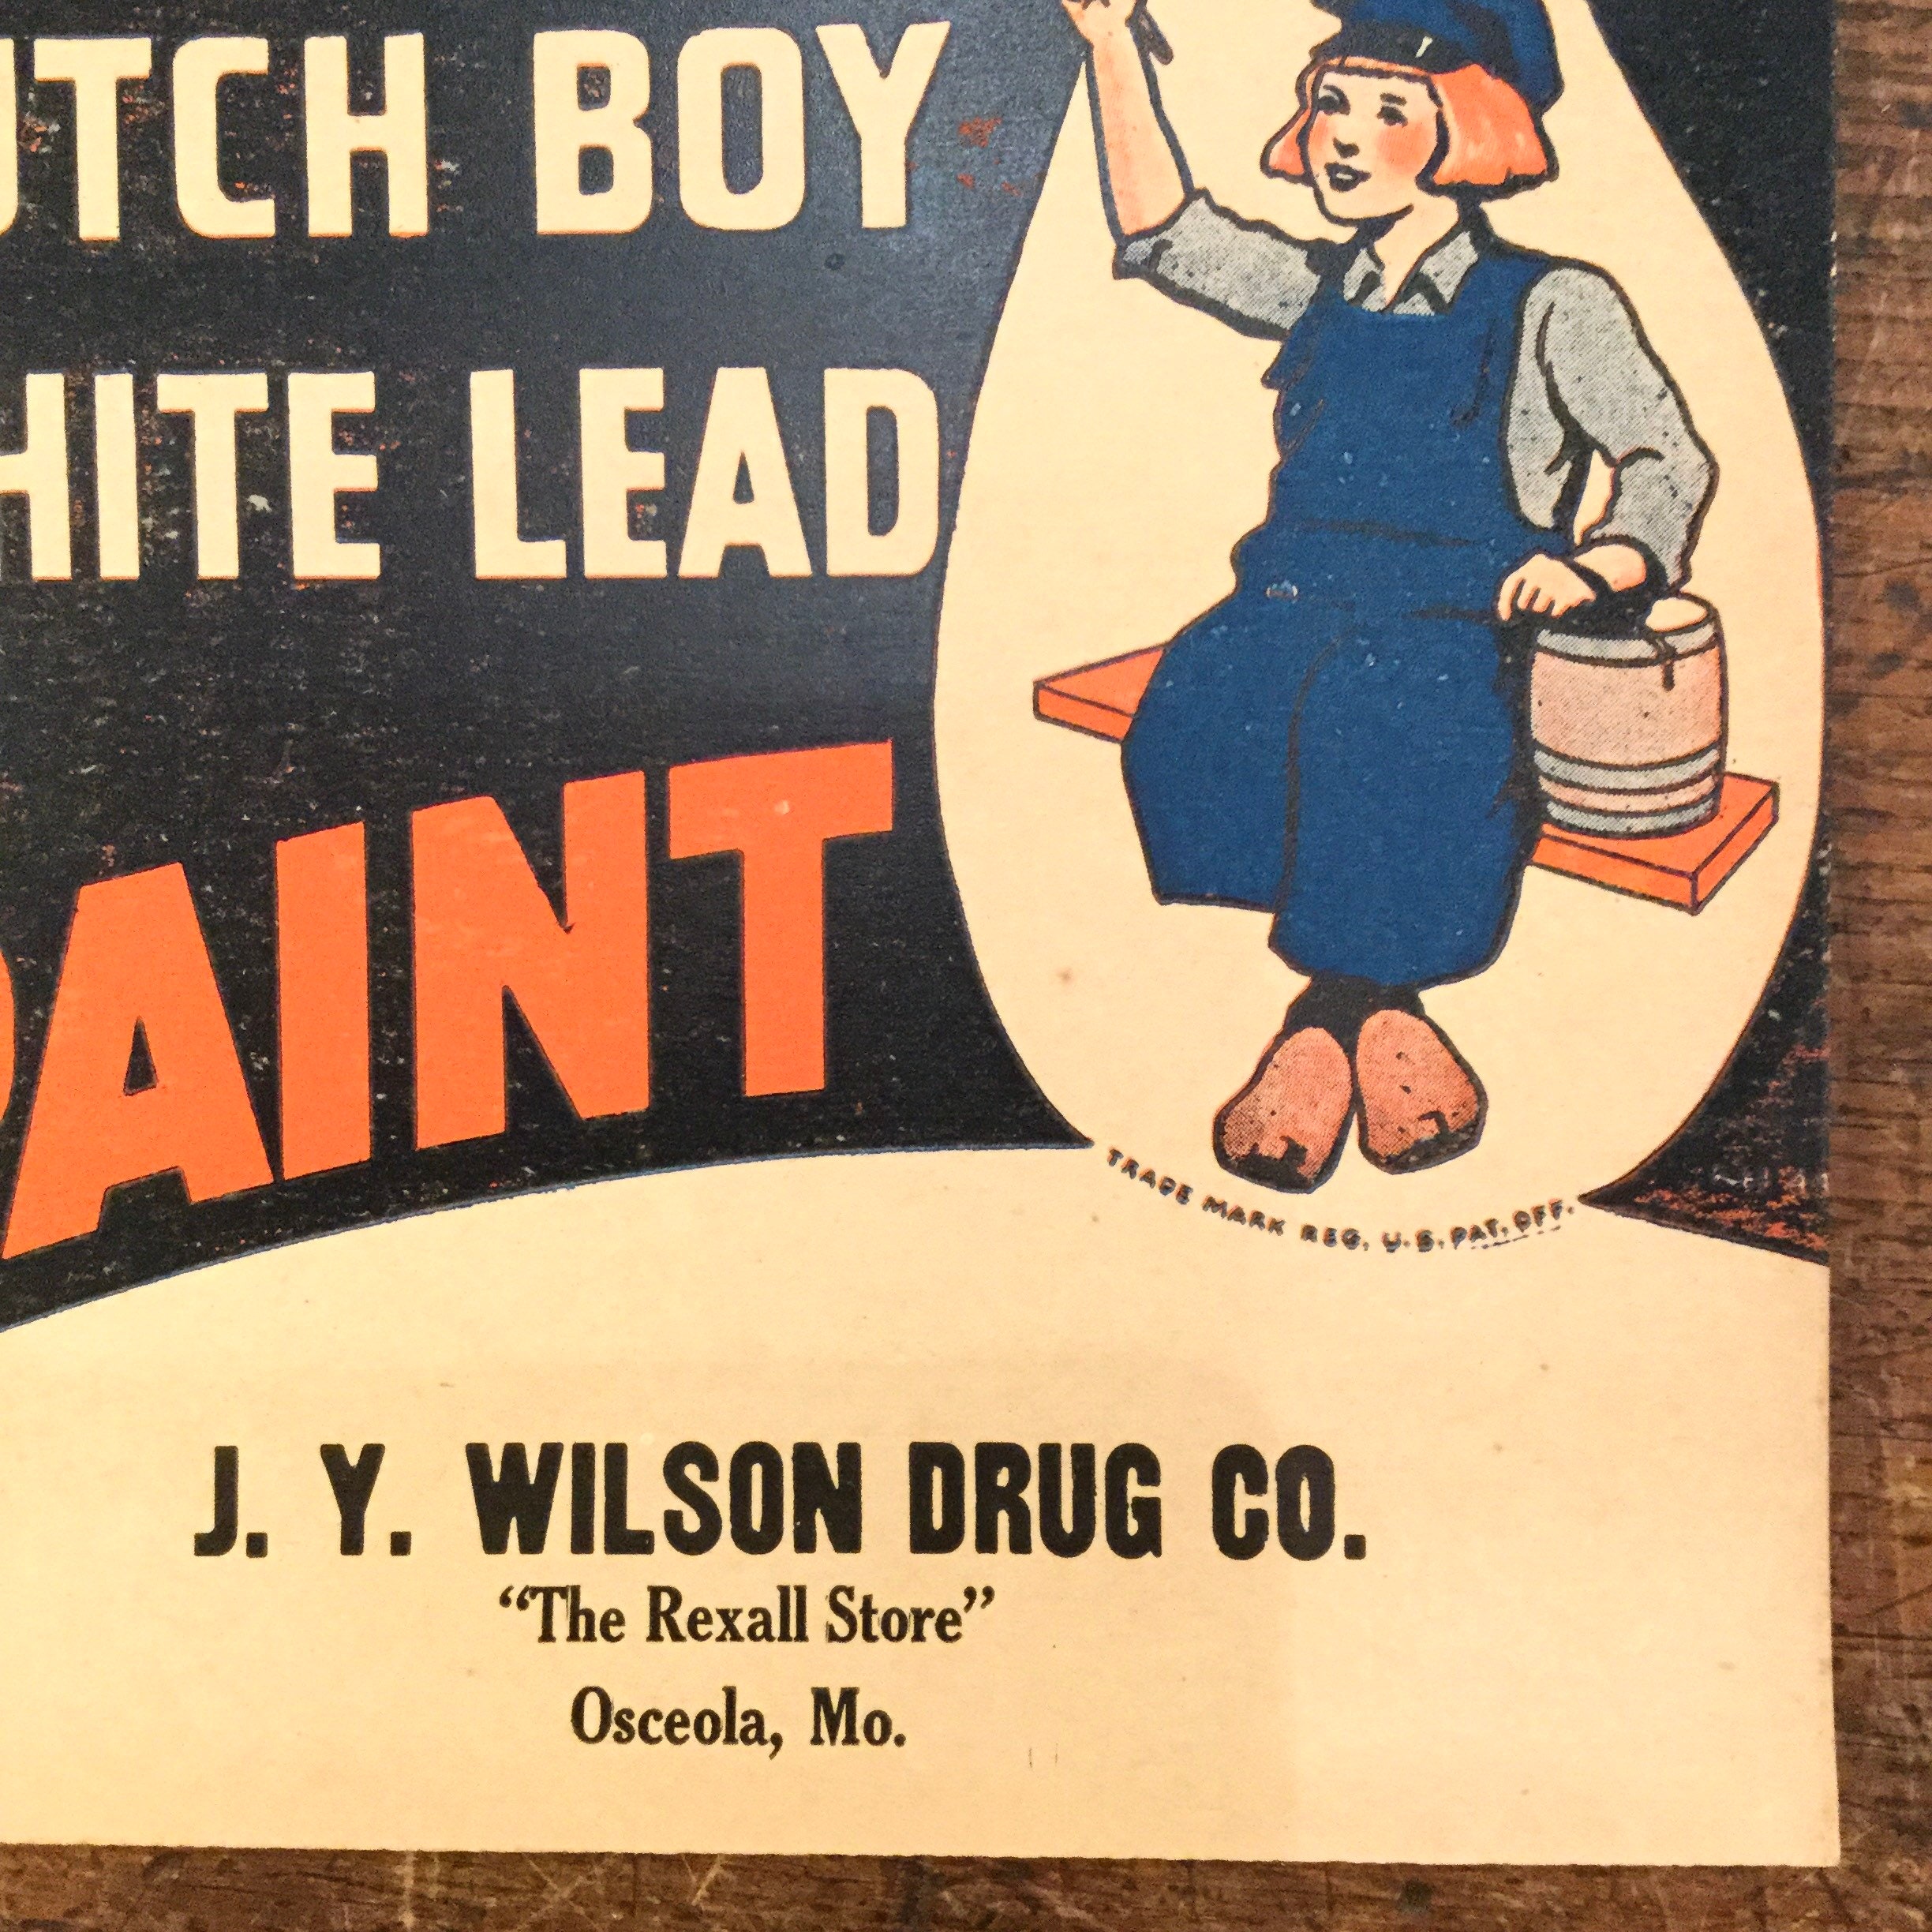 UTCH BOY
HITE LEAD
PAINT
TRADE MARK REG. U.S. PAT. OFF.
J. Y. WILSON DRUG CO.
“The Rexall Store”
Osceola, Mo.